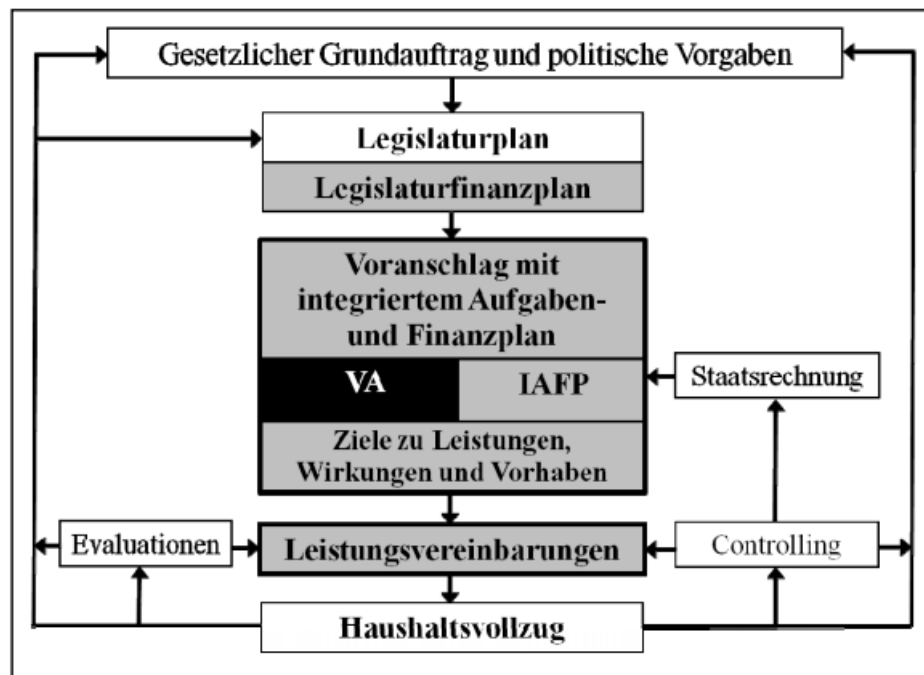 Gesetzlicher Grundauftrag und politische Vorgaben
Legislaturplan
Legislaturfinanzplan
Voranschlag mit
integriertem Aufgaben-
und Finanzplan
VA
IAFP
Staatsrechnung
Ziele zu Leistungen,
Wirkungen und Vorhaben
Evaluationen
Leistungsvereinbarungen
Controlling
Haushaltsvollzug